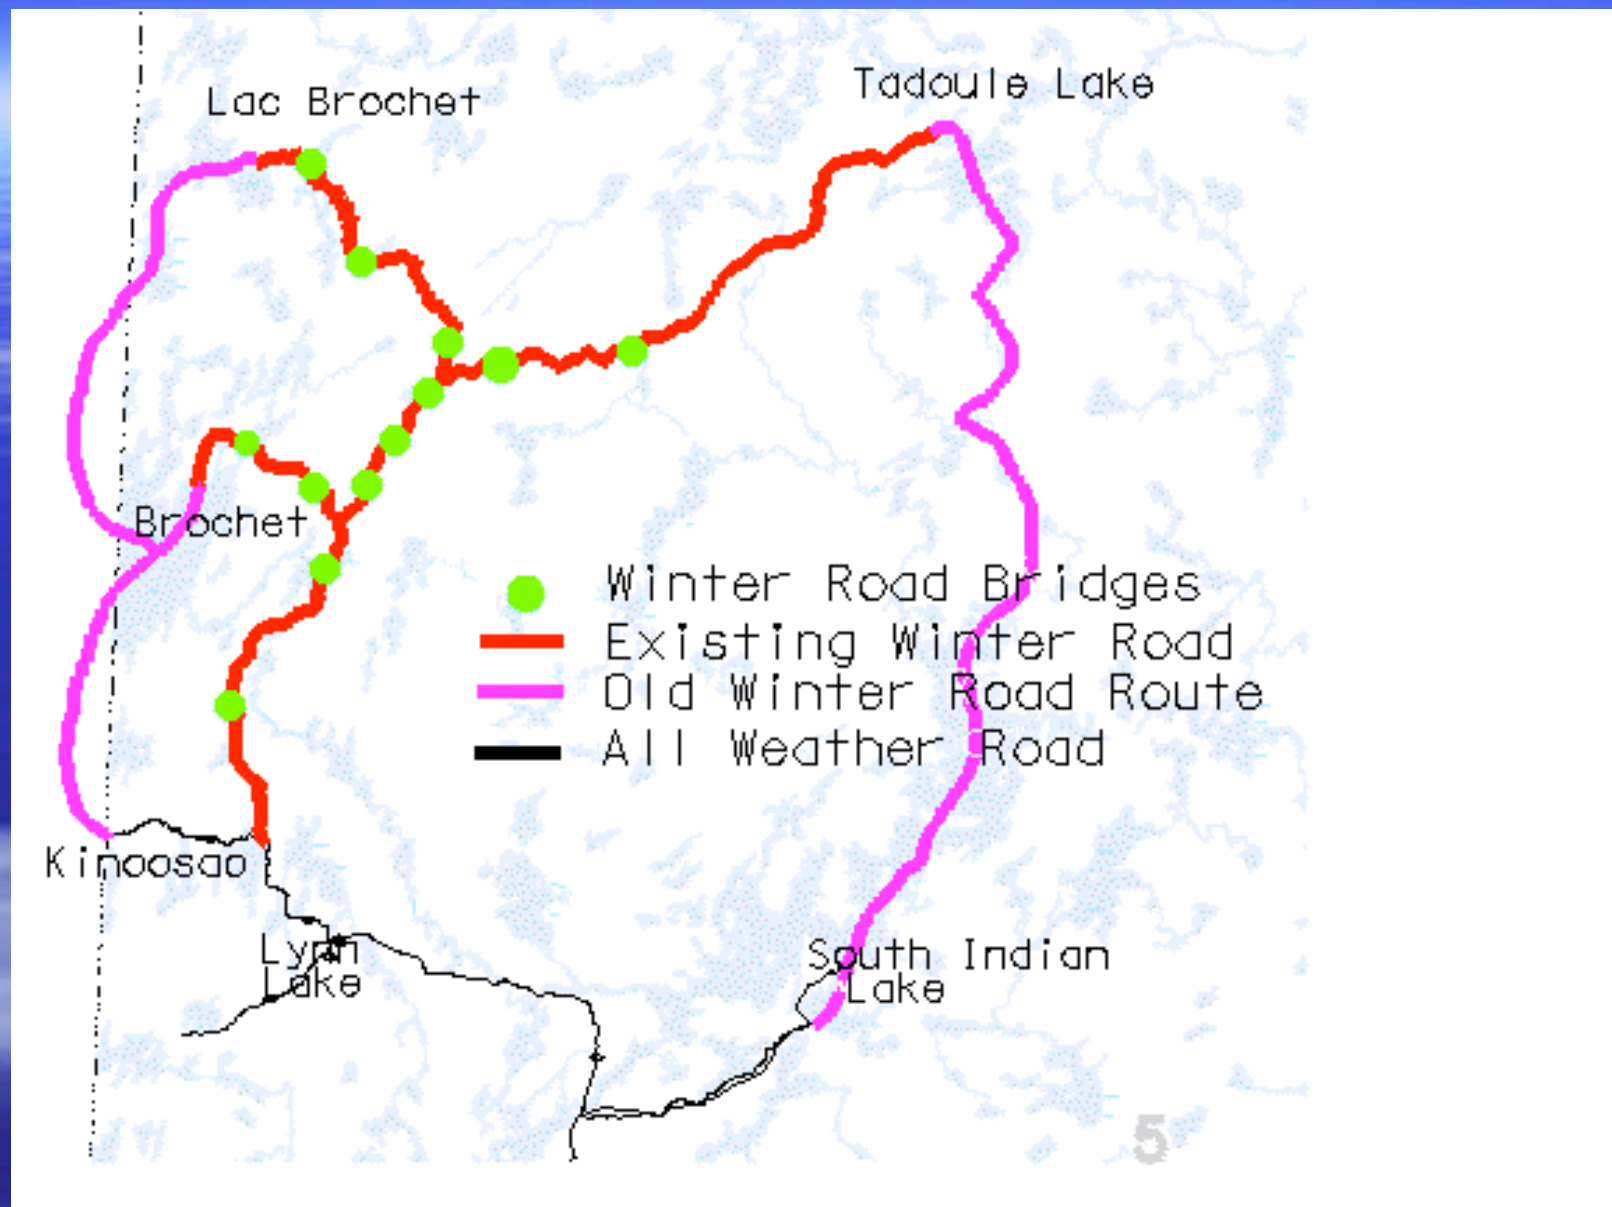 Tadoule Lake
Lac Brochet
Brochet
Winter Road Bridges
Existing Winter Road
Old Winter Road Route
All Weather Road
Kinoosao
Lynn
Lake
South Indian
Lake
5